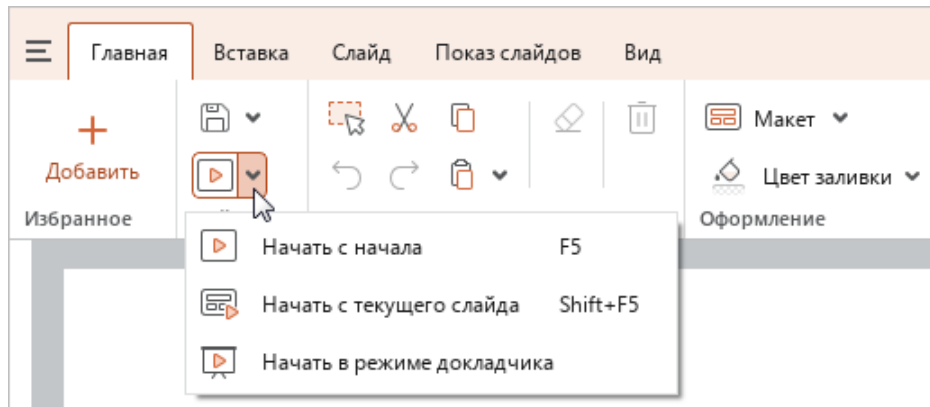 Главная Вставка Слайд Показ слайдов Вид
Макет
Добавить
Цвет заливки
Избранное
Оформление
Начать с начала F5
Начать с текущего слайда Shift+F5
Начать в режиме докладчика